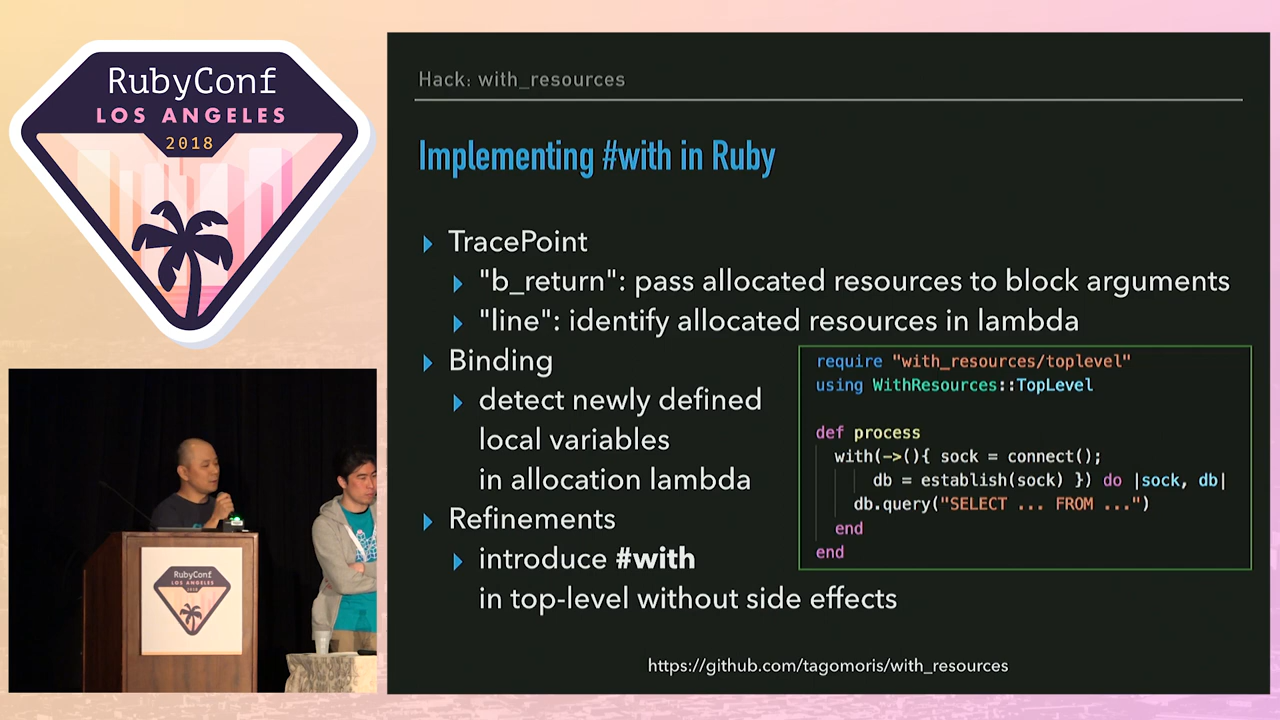 RubyConf
LOS ANGELES
2018
Hack: with_resources
Implementing #with in Ruby
TracePoint
"b_return": pass allocated resources to block arguments
"line": identify allocated resources in lambda
Binding
detect newly defined
local variables
in allocation lambda
Refinements
introduce #with
in top-level without side effects
require "with_resources/toplevel"
using WithResources::TopLevel
def process
with(->(){ sock = connect();
db = establish(sock) }) do |sock, db|
db.query("SELECT ... FROM ...")
end
end
https://github.com/tagomoris/with_resources
RubyConf
LOS ANGELES
2018